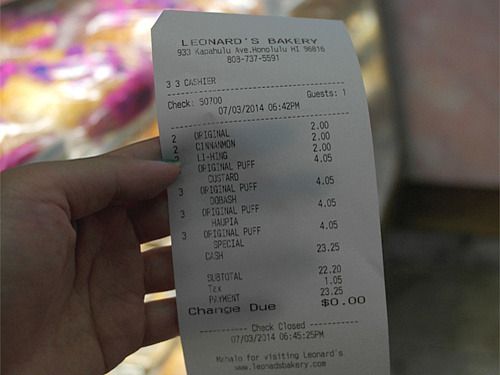 LEONARD'S BAKERY
933 Kapahulu Ave.Honolulu HI 96816
808-737-5591
3 3 CASHIER
Check: 50700 Guests: 1
07/03/2014 06:42PM
2 ORIGINAL 2.00
2 CINNANMON 2.00
2 LI-HING 2.00
ORIGINAL PUFF 4.05
CUSTARD
3 ORIGINAL PUFF 4.05
DOBASH
3 ORIGINAL PUFF 4.05
HAUPIA
3 ORIGINAL PUFF 4.05
SPECIAL
CASH 23.25
SUBTOTAL 22.20
Tax 1.05
PAYMENT 23.25
Change Due $0.00
---------- Check Closed ----------
07/03/2014 06:45:25PM
Mahalo for visiting Leonard's
www.leonardsbakery.com